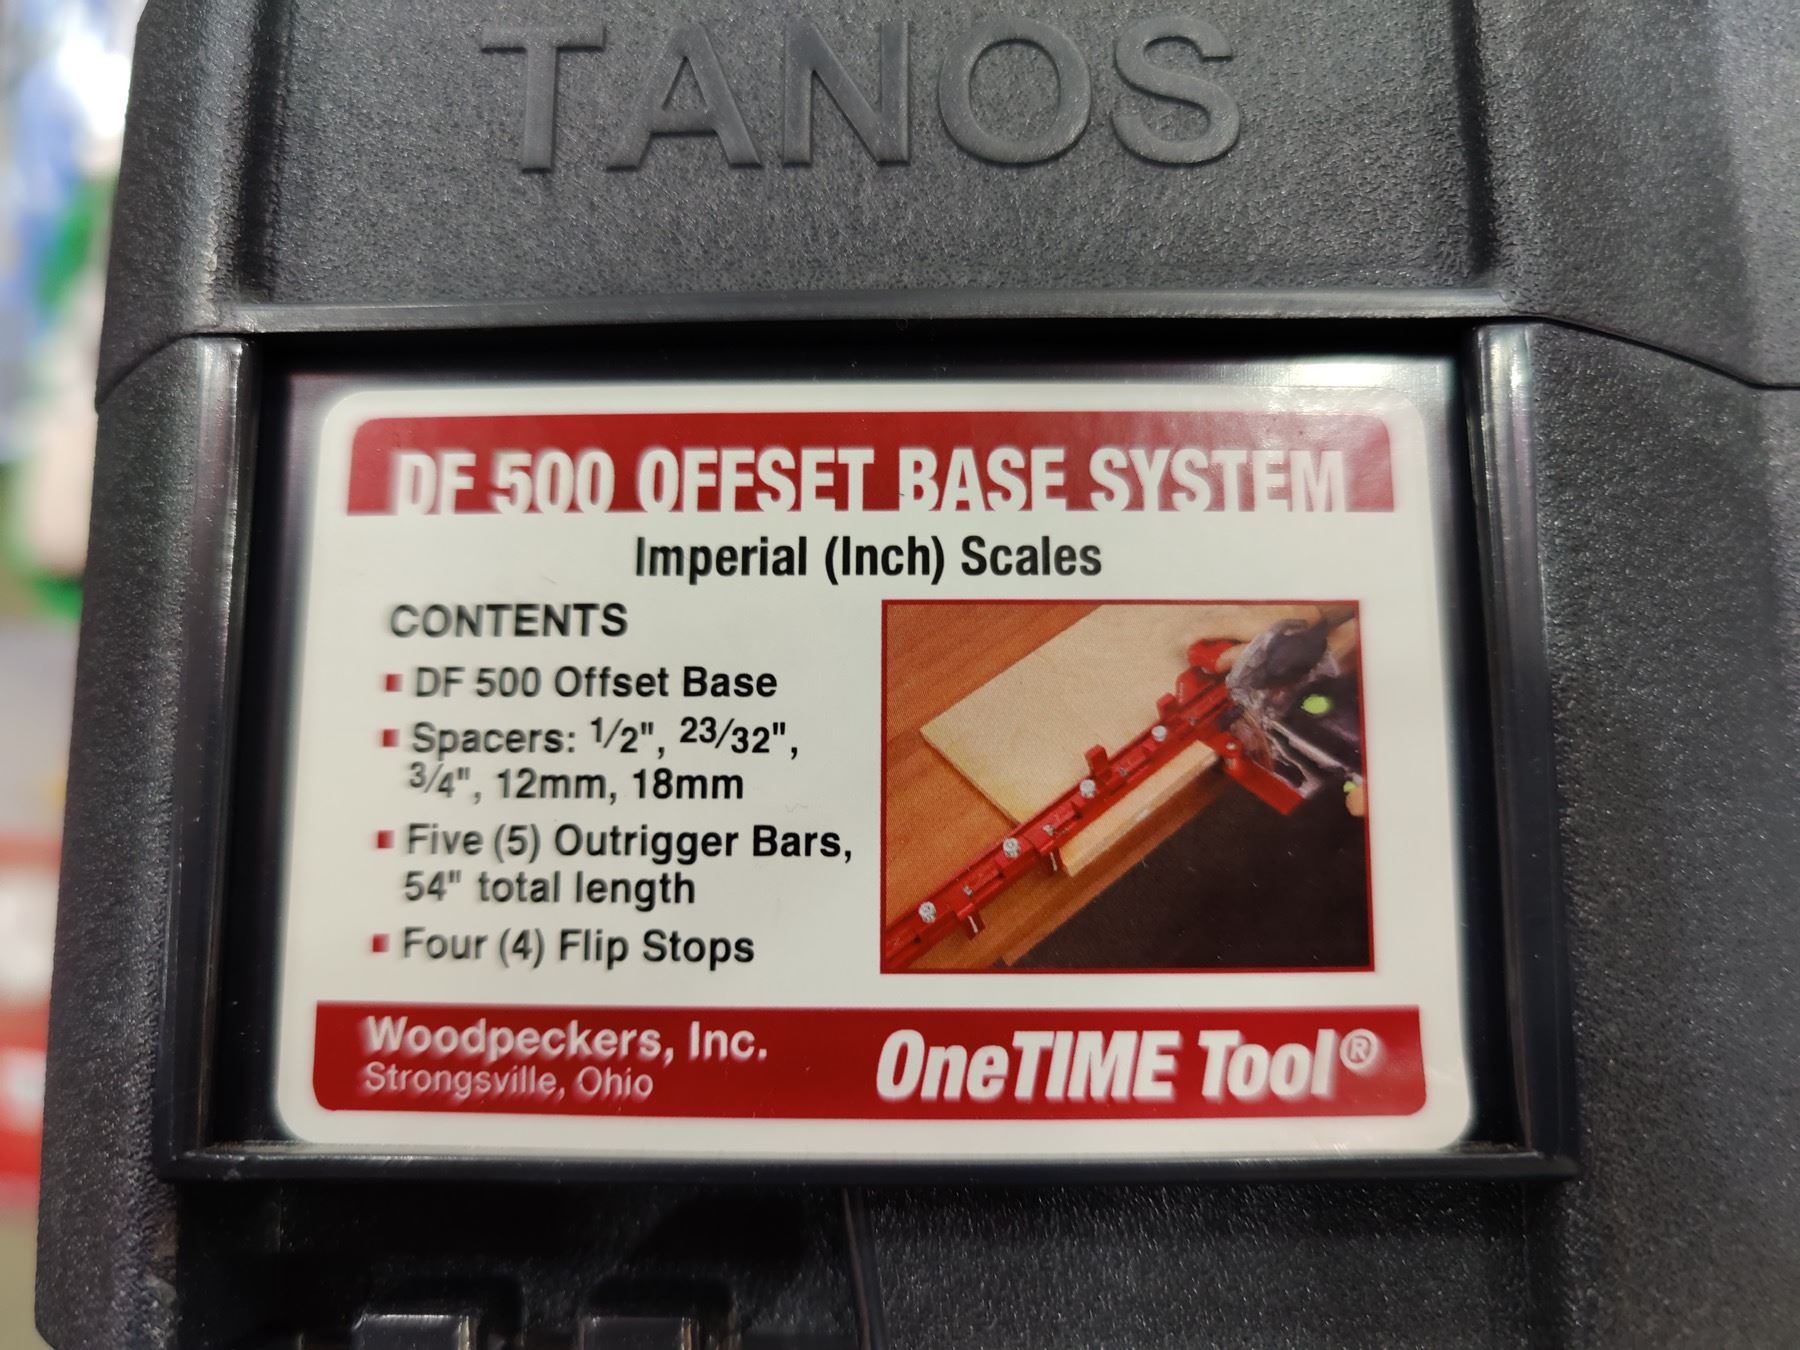 TANOS
DF 500 OFFSET BASE SYSTEM
Imperial (Inch) Scales
CONTENTS
▪ DF 500 Offset Base
▪ Spacers: 1/2", 23/32",
3/4", 12mm, 18mm
▪ Five (5) Outrigger Bars,
54" total length
▪ Four (4) Flip Stops
Woodpeckers, Inc.
Strongsville, Ohio
OneTIME Tool®